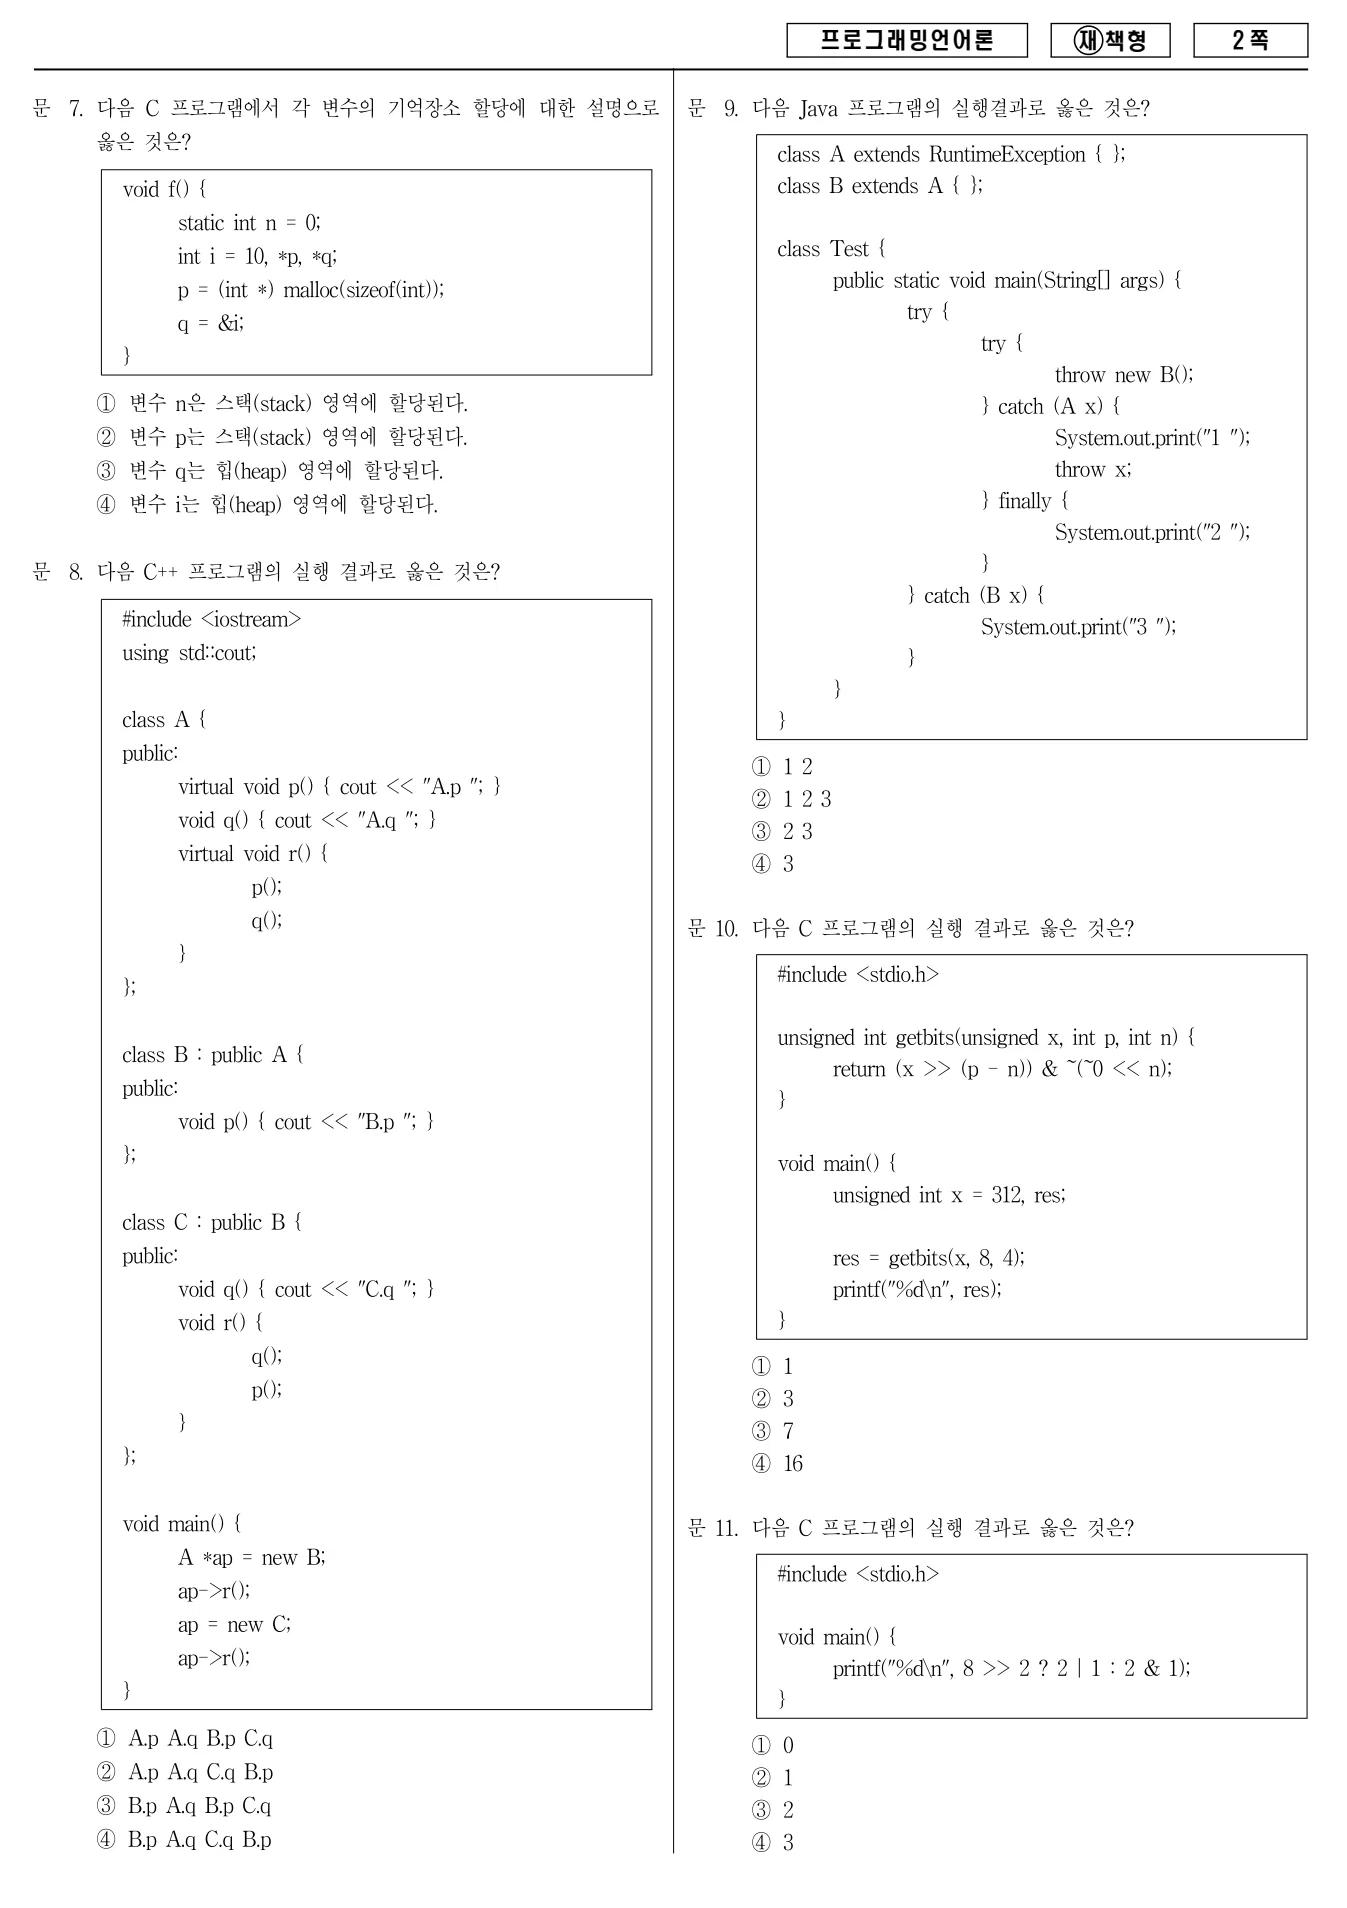 프로그래밍언어론
재책형
2쪽
문 7. 다음 C 프로그램에서 각 변수의 기억장소 할당에 대한 설명으로
옳은 것은?
void f() {
static int n = 0;
int i = 10, *p, *q;
p = (int *) malloc(sizeof(int));
q = &i;
}
① 변수 n은 스택(stack) 영역에 할당된다.
② 변수 p는 스택(stack) 영역에 할당된다.
③ 변수 q는 힙(heap) 영역에 할당된다.
④ 변수 i는 힙(heap) 영역에 할당된다.
문 8. 다음 C++ 프로그램의 실행 결과로 옳은 것은?
#include <iostream>
using std::cout;
class A {
public:
virtual void p() { cout << "A.p "; }
void q() { cout << "A.q "; }
virtual void r() {
p();
q();
}
};
class B : public A {
public:
void p() { cout << "B.p "; }
};
class C : public B {
public:
void q() { cout << "C.q "; }
void r() {
q();
p();
}
};
void main() {
A *ap = new B;
ap->r();
ap = new C;
ap->r();
}
① A.p A.q B.p C.q
② A.p A.q C.q B.p
③ B.p A.q B.p C.q
④ B.p A.q C.q B.p
문 9. 다음 Java 프로그램의 실행결과로 옳은 것은?
class A extends RuntimeException { };
class B extends A { };
class Test {
public static void main(String[] args) {
try {
try {
throw new B();
} catch (A x) {
System.out.print("1 ");
throw x;
} finally {
System.out.print("2 ");
}
} catch (B x) {
System.out.print("3 ");
}
}
}
① 1 2
② 1 2 3
③ 2 3
④ 3
문 10. 다음 C 프로그램의 실행 결과로 옳은 것은?
#include <stdio.h>
unsigned int getbits(unsigned x, int p, int n) {
return (x >> (p - n)) & ~(~0 << n);
}
void main() {
unsigned int x = 312, res;
res = getbits(x, 8, 4);
printf("%d\n", res);
}
① 1
② 3
③ 7
④ 16
문 11. 다음 C 프로그램의 실행 결과로 옳은 것은?
#include <stdio.h>
void main() {
printf("%d\n", 8 >> 2 ? 2 | 1 : 2 & 1);
}
① 0
② 1
③ 2
④ 3